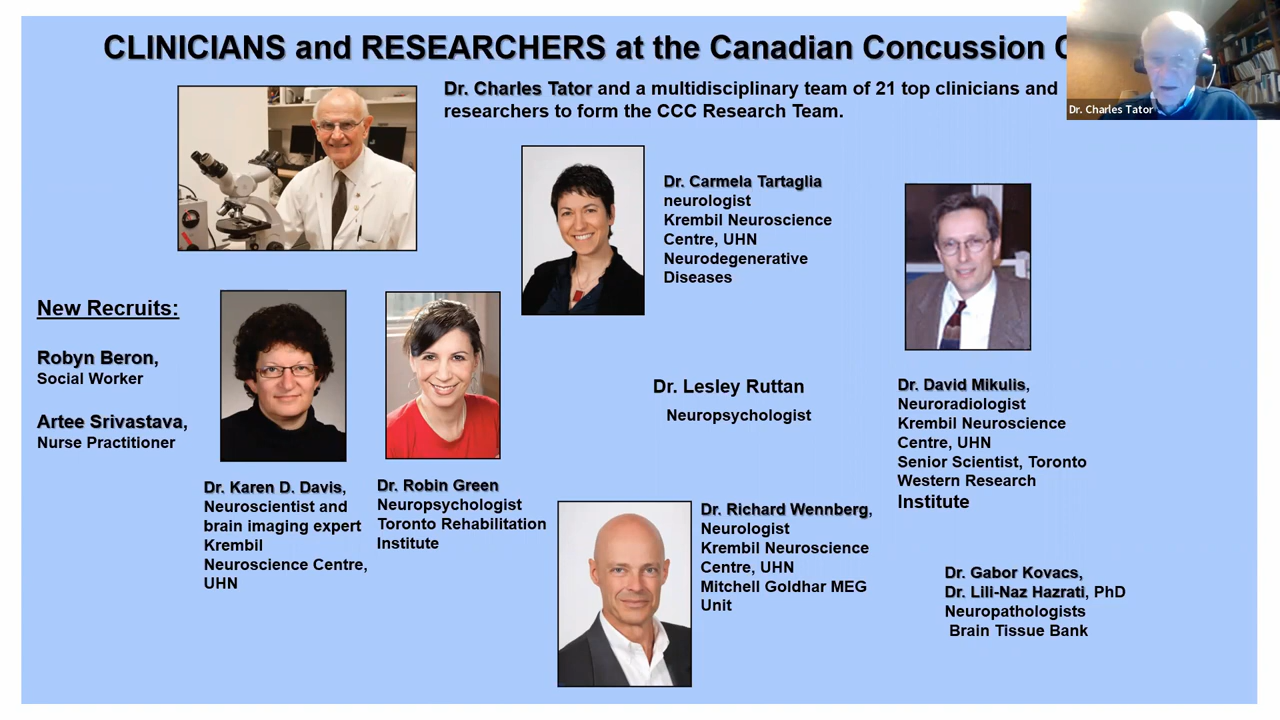 CLINICIANS and RESEARCHERS at the Canadian Concussion
Dr. Charles Tator and a multidisciplinary team of 21 top clinicians and
researchers to form the CCC Research Team.
Dr. Charles Tator
Dr. Carmela Tartaglia
neurologist
Krembil Neuroscience
Centre, UHN
Neurodegenerative
Diseases
New Recruits:
Robyn Beron,
Social Worker
Artee Srivastava,
Nurse Practitioner
Dr. Karen D. Davis,
Neuroscientist and
brain imaging expert
Krembil
Neuroscience Centre,
UHN
Dr. Robin Green
Neuropsychologist
Toronto Rehabilitation
Institute
Dr. Lesley Ruttan
Neuropsychologist
Dr. David Mikulis,
Neuroradiologist
Krembil Neuroscience
Centre, UHN
Senior Scientist, Toronto
Western Research
Institute
Dr. Richard Wennberg,
Neurologist
Krembil Neuroscience
Centre, UHN
Mitchell Goldhar MEG
Unit
Dr. Gabor Kovacs,
Dr. Lili-Naz Hazrati, PhD
Neuropathologists
Brain Tissue Bank